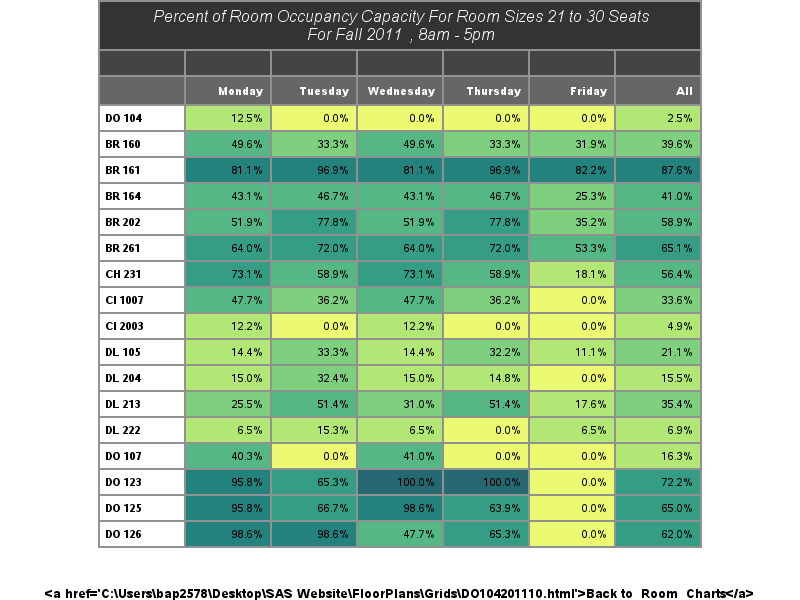 Percent of Room Occupancy Capacity For Room Sizes 21 to 30 Seats
For Fall 2011 , 8am - 5pm
Monday Tuesday Wednesday Thursday Friday All
DO 104 12.5% 0.0% 0.0% 0.0% 0.0% 2.5%
BR 160 49.6% 33.3% 49.6% 33.3% 31.9% 39.6%
BR 161 81.1% 96.9% 81.1% 96.9% 82.2% 87.6%
BR 164 43.1% 46.7% 43.1% 46.7% 25.3% 41.0%
BR 202 51.9% 77.8% 51.9% 77.8% 35.2% 58.9%
BR 261 64.0% 72.0% 64.0% 72.0% 53.3% 65.1%
CH 231 73.1% 58.9% 73.1% 58.9% 18.1% 56.4%
CI 1007 47.7% 36.2% 47.7% 36.2% 0.0% 33.6%
CI 2003 12.2% 0.0% 12.2% 0.0% 0.0% 4.9%
DL 105 14.4% 33.3% 14.4% 32.2% 11.1% 21.1%
DL 204 15.0% 32.4% 15.0% 14.8% 0.0% 15.5%
DL 213 25.5% 51.4% 31.0% 51.4% 17.6% 35.4%
DL 222 6.5% 15.3% 6.5% 0.0% 6.5% 6.9%
DO 107 40.3% 0.0% 41.0% 0.0% 0.0% 16.3%
DO 123 95.8% 65.3% 100.0% 100.0% 0.0% 72.2%
DO 125 95.8% 66.7% 98.6% 63.9% 0.0% 65.0%
DO 126 98.6% 98.6% 47.7% 65.3% 0.0% 62.0%
<a href='C:\Users\bap2578\Desktop\SAS Website\FloorPlans\Grids\DO104201110.html'>Back to Room Charts</a>